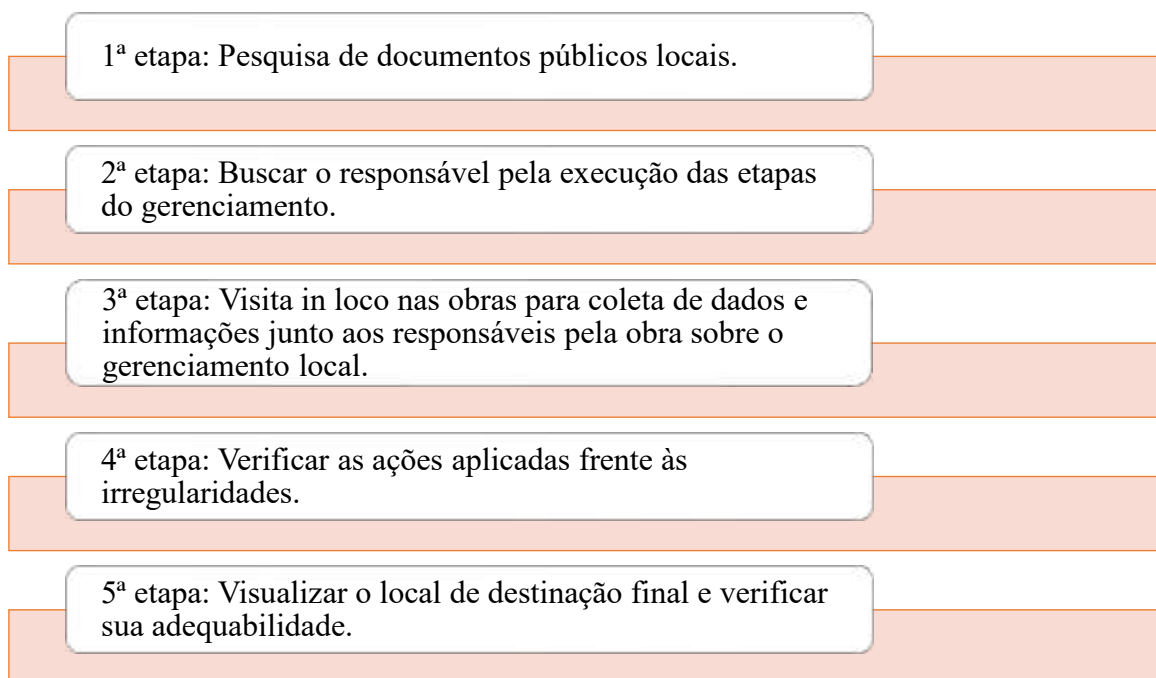 1ª etapa: Pesquisa de documentos públicos locais.
2ª etapa: Buscar o responsável pela execução das etapas
do gerenciamento.
3ª etapa: Visita in loco nas obras para coleta de dados e
informações junto aos responsáveis pela obra sobre o
gerenciamento local.
4ª etapa: Verificar as ações aplicadas frente às
irregularidades.
5ª etapa: Visualizar o local de destinação final e verificar
sua adequabilidade.